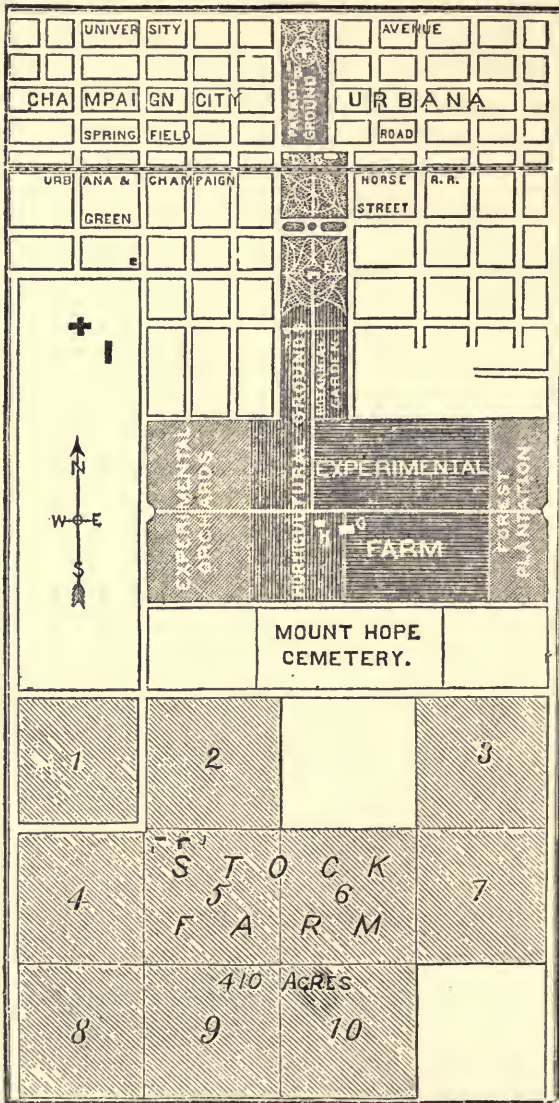 UNIVER SITY AVENUE
CHA MPAI GN CITY URBANA
PARADE GROUND
SPRING FIELD ROAD
URB ANA & CHAMPAIGN HORSE R.R.
GREEN STREET
E
HORTICULTURAL GROUNDS
BOTANICAL GARDEN
N
W E
S
EXPERIMENTAL ORCHARDS
EXPERIMENTAL
FARM
FOREST PLANTATION
H G
MOUNT HOPE
CEMETERY.
1 2 3
S T O C K
4 5 6 7
F A R M
410 ACRES
8 9 10